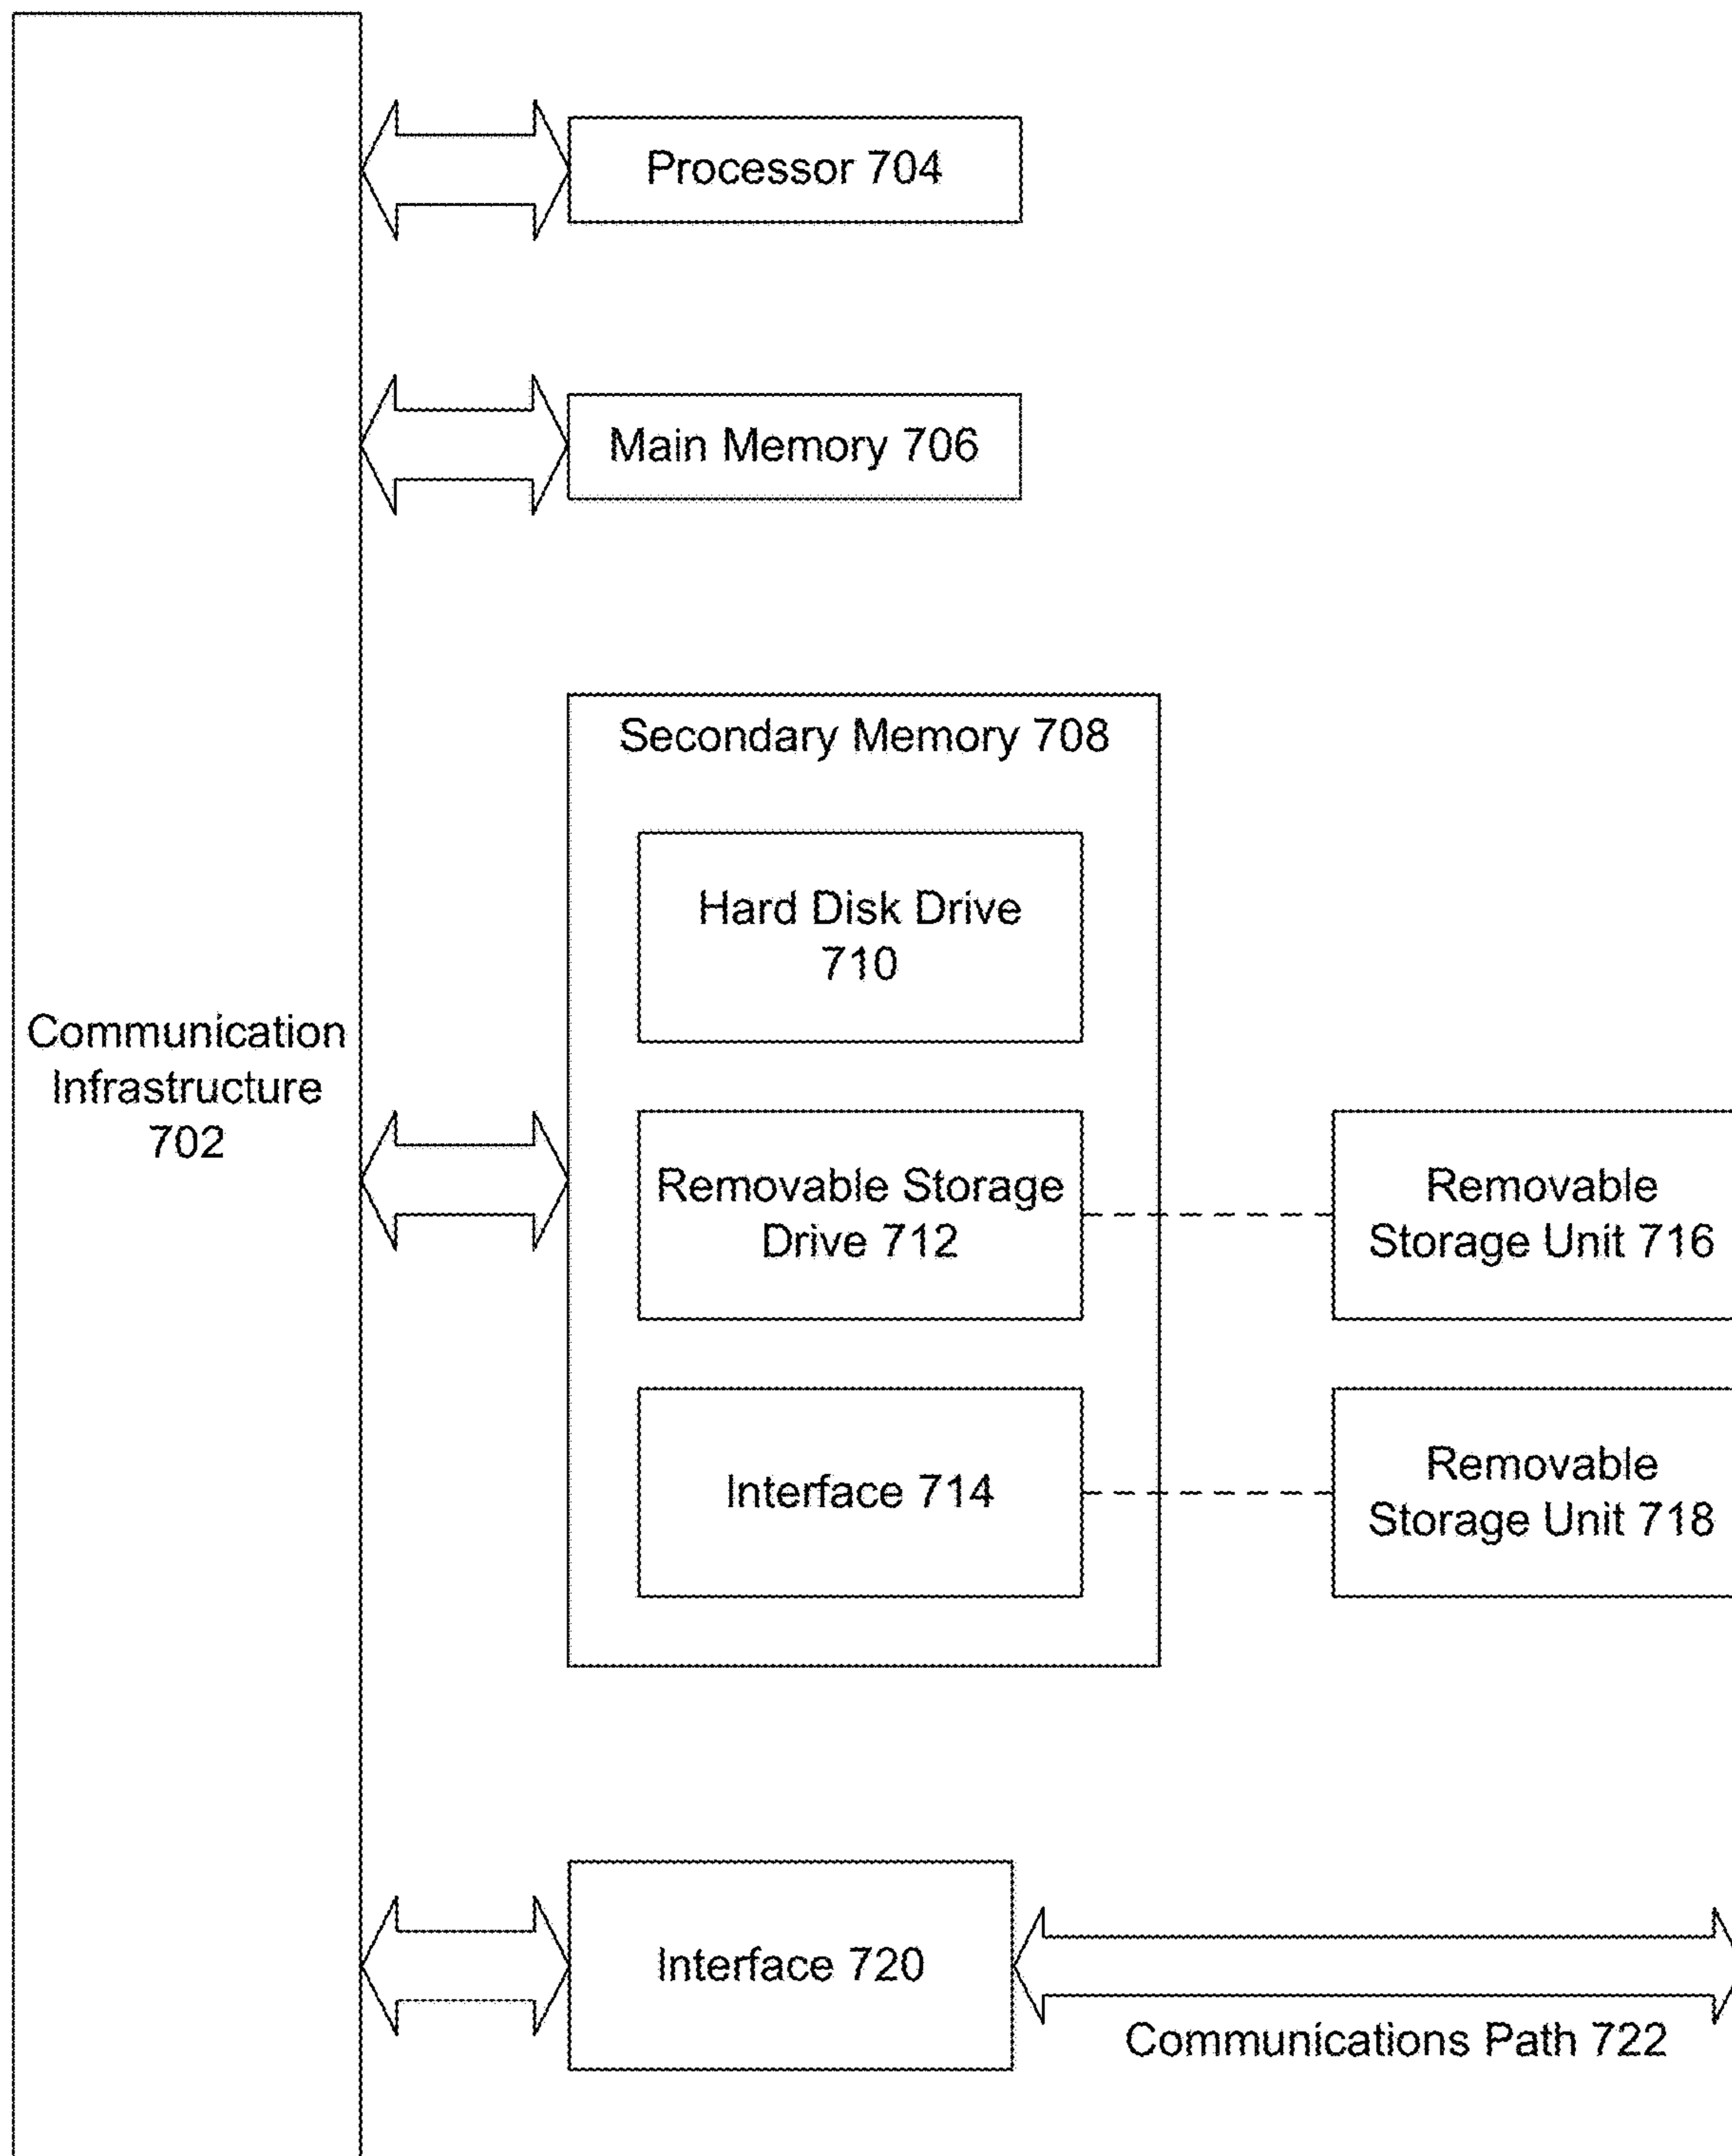 Processor 704
Main Memory 706
Secondary Memory 708
Hard Disk Drive
710
Communication
Infrastructure
702
Removable Storage
Drive 712
Removable
Storage Unit 716
Interface 714
Removable
Storage Unit 718
Interface 720
Communications Path 722